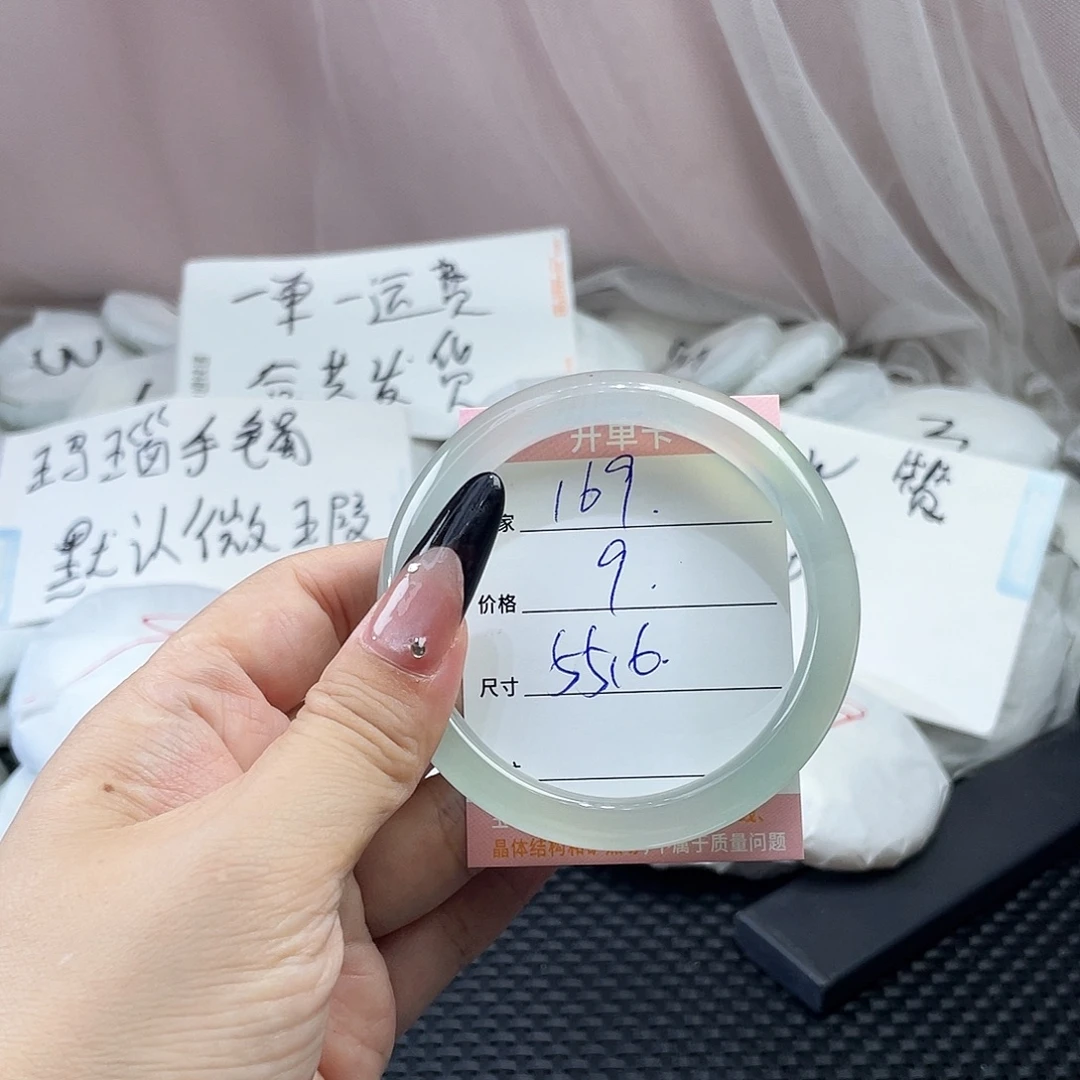 一单一运费
合并发货
玛瑙手镯
默认微瑕
开单卡
家 169.
价格 9.
尺寸 55.6.
晶体结构和
属于质量问题